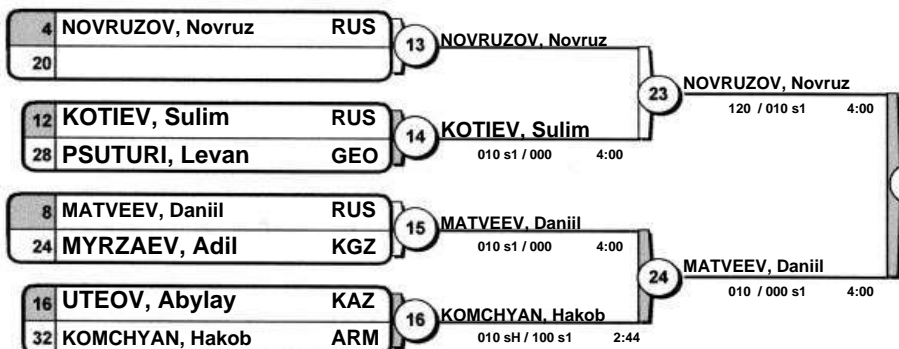 4 NOVRUZOV, Novruz RUS
20
13 NOVRUZOV, Novruz
12 KOTIEV, Sulim RUS
28 PSUTURI, Levan GEO
14 KOTIEV, Sulim
010 s1 / 000 4:00
23 NOVRUZOV, Novruz
120 / 010 s1 4:00
8 MATVEEV, Daniil RUS
24 MYRZAEV, Adil KGZ
15 MATVEEV, Daniil
010 s1 / 000 4:00
16 UTEOV, Abylay KAZ
32 KOMCHYAN, Hakob ARM
16 KOMCHYAN, Hakob
010 sH / 100 s1 2:44
24 MATVEEV, Daniil
010 / 000 s1 4:00